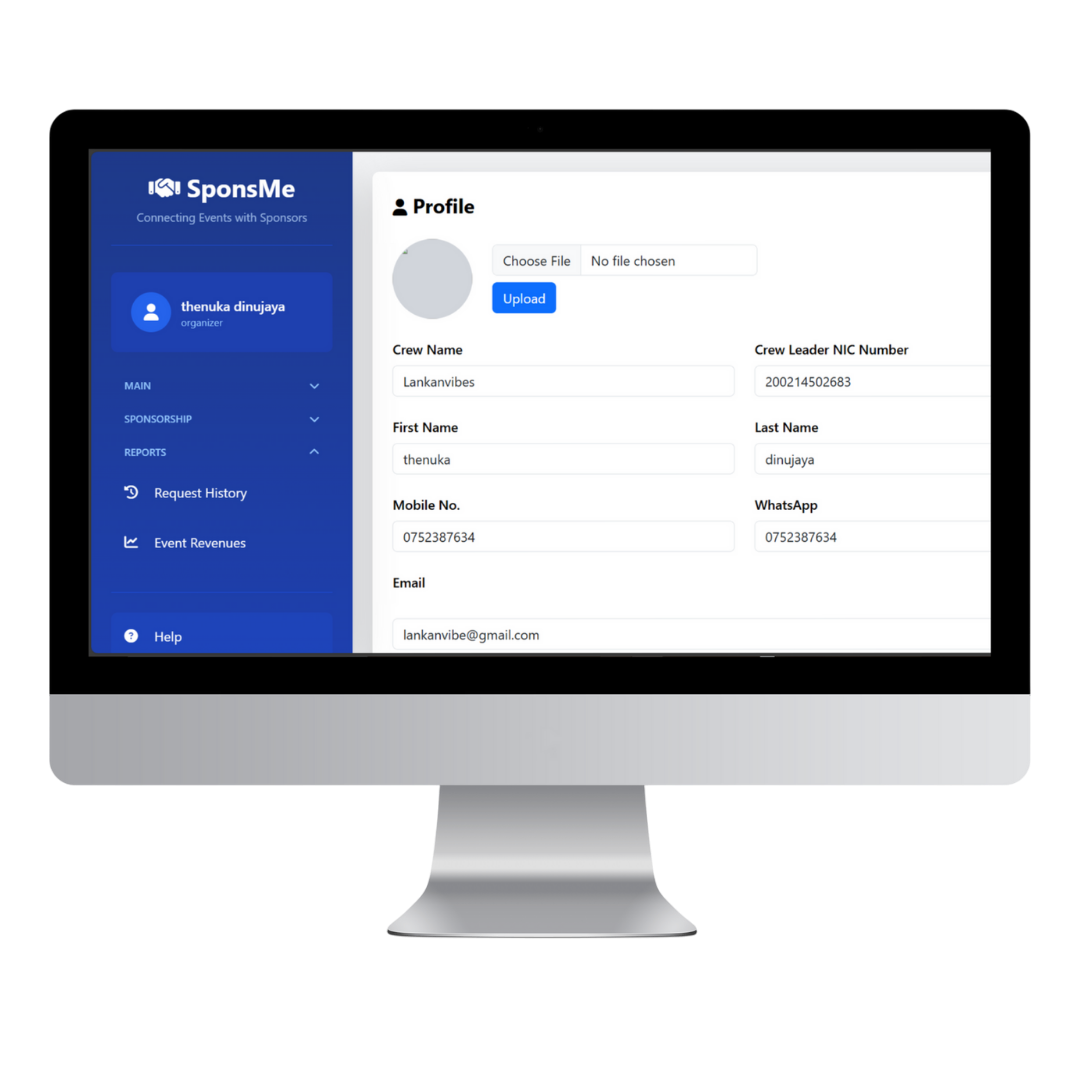 SponsMe
Connecting Events with Sponsors
thenuka dinujaya
organizer
MAIN
SPONSORSHIP
REPORTS
Request History
Event Revenues
Help
Profile
Choose File No file chosen
Upload
Crew Name Crew Leader NIC Number
Lankanvibes 200214502683
First Name Last Name
thenuka dinujaya
Mobile No. WhatsApp
0752387634 0752387634
Email
lankanvibe@gmail.com